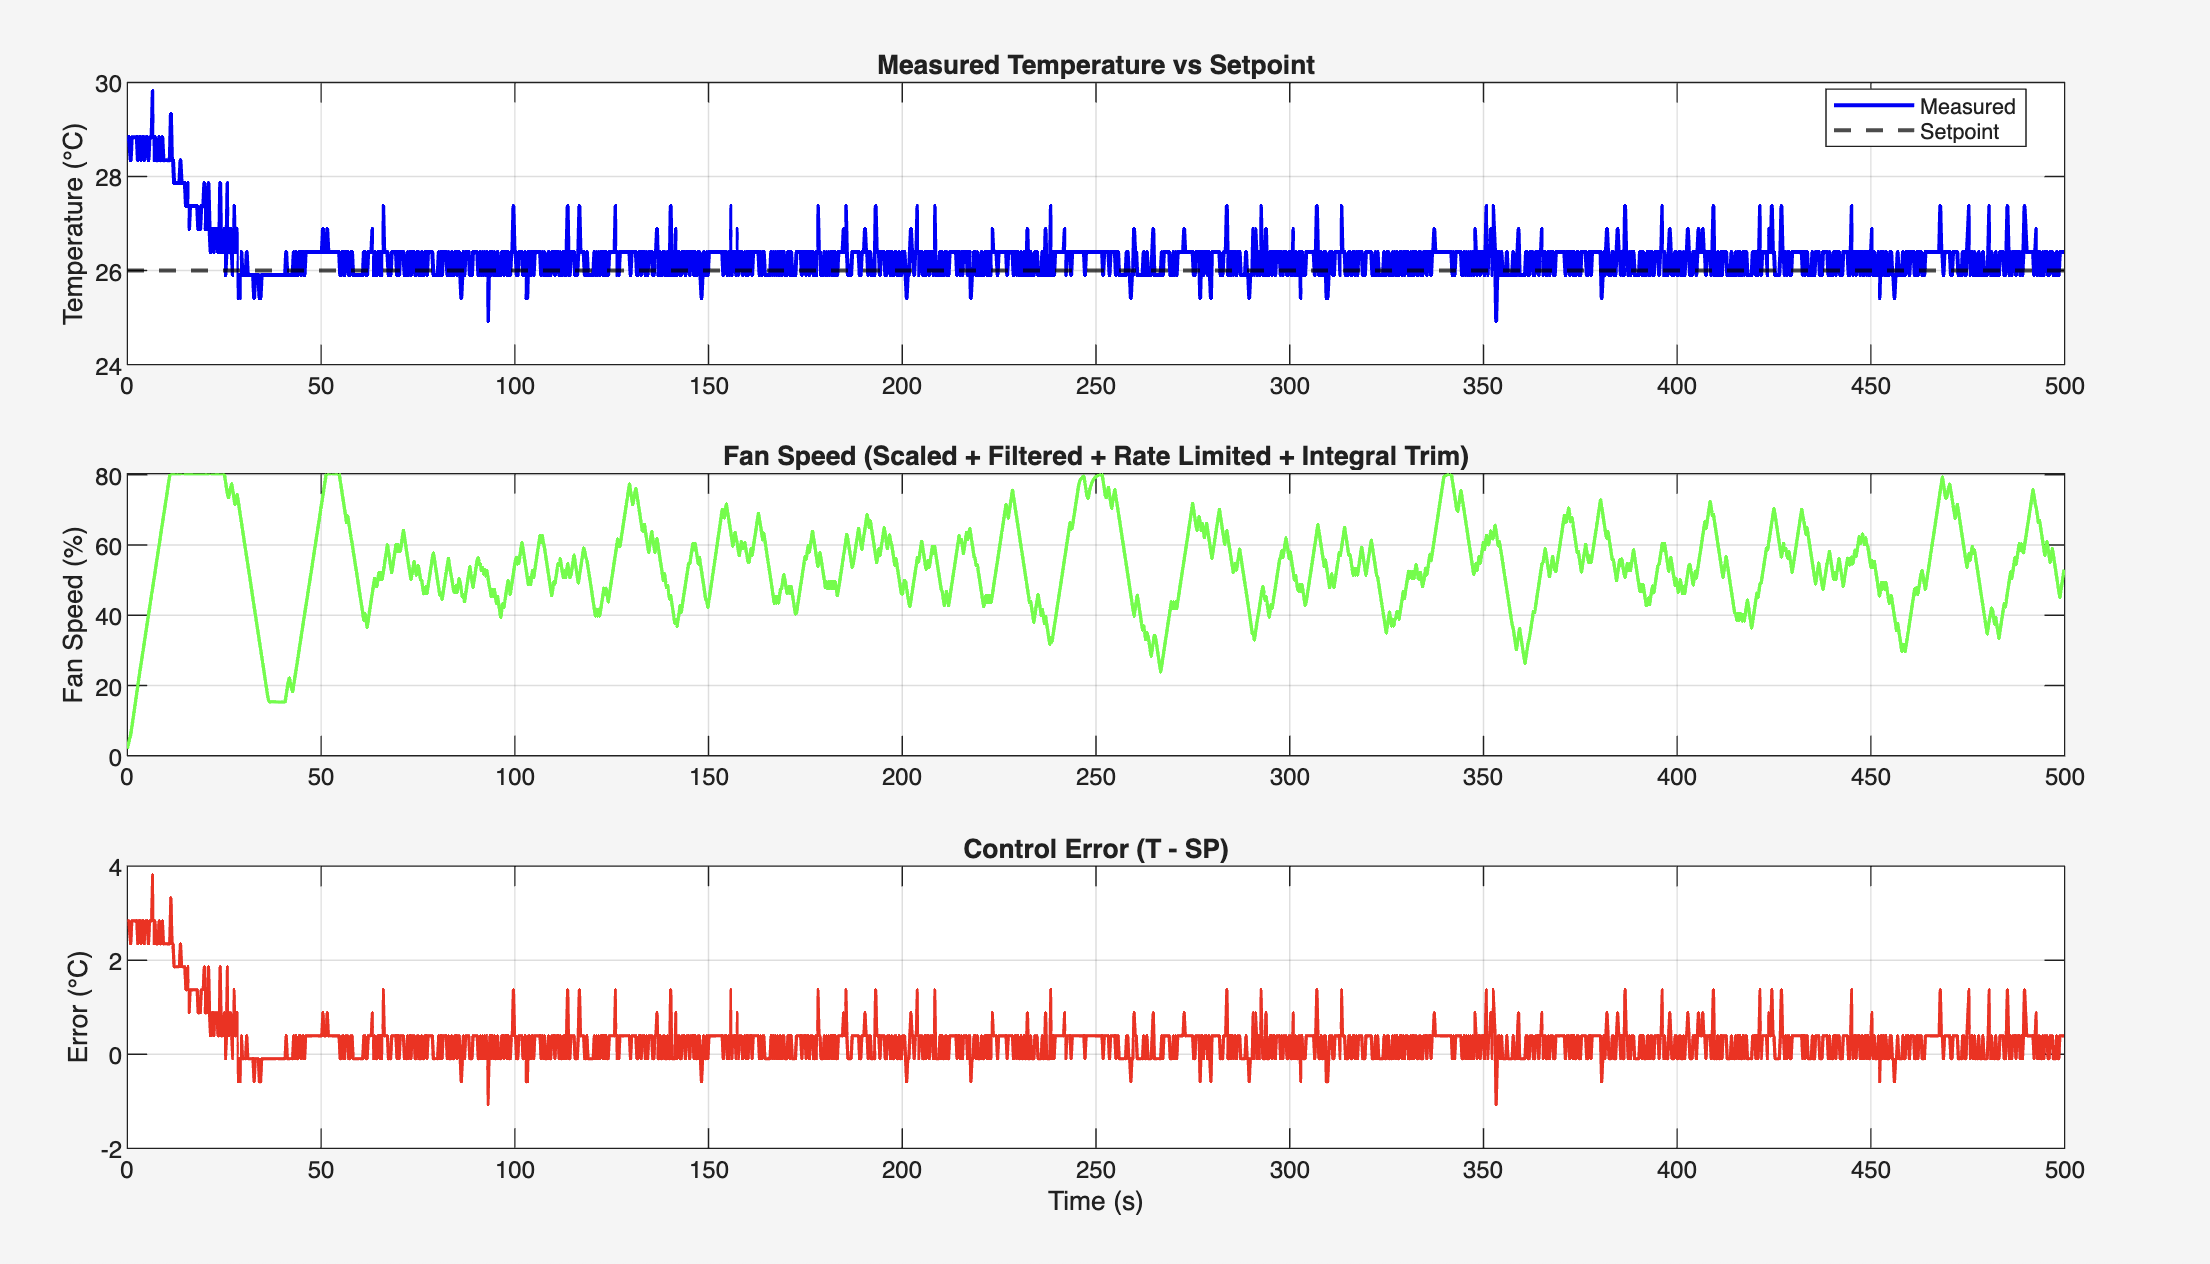 Measured Temperature vs Setpoint
Temperature (°C)
30
28
26
24
Measured
Setpoint
0 50 100 150 200 250 300 350 400 450 500
Fan Speed (Scaled + Filtered + Rate Limited + Integral Trim)
Fan Speed (%)
80
60
40
20
0
0 50 100 150 200 250 300 350 400 450 500
Control Error (T - SP)
Error (°C)
4
2
0
-2
0 50 100 150 200 250 300 350 400 450 500
Time (s)